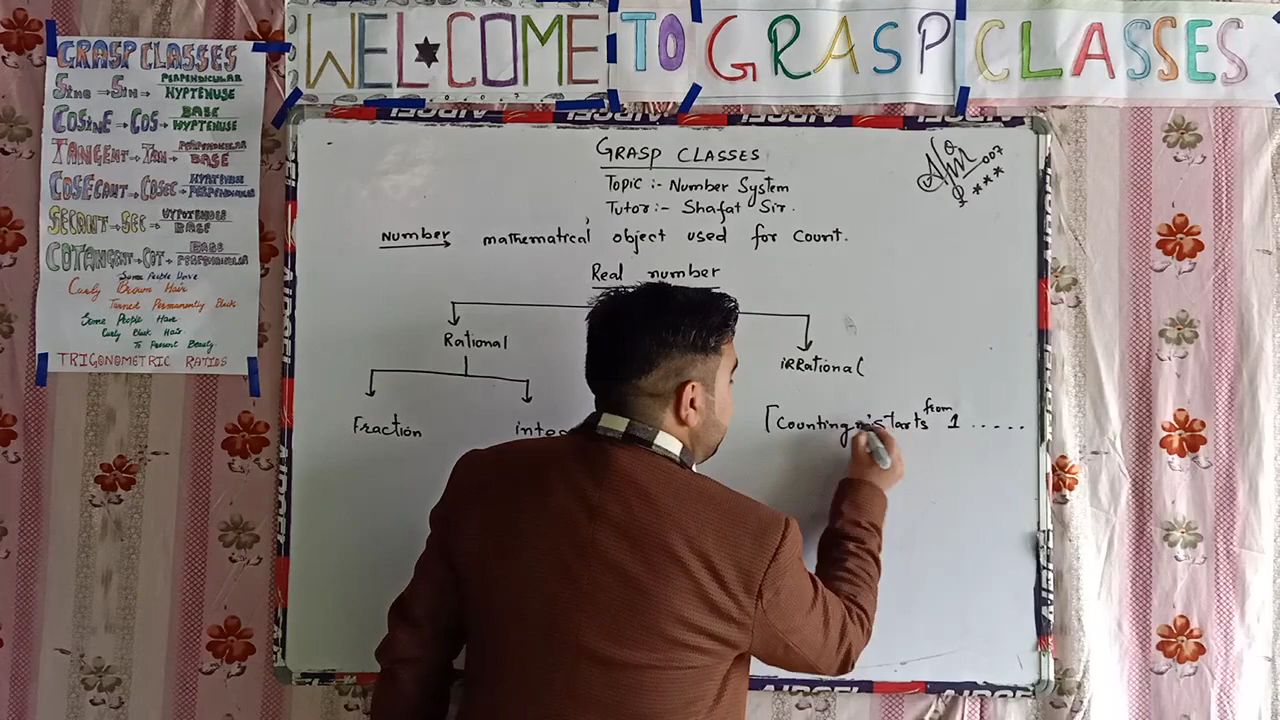 WELCOME TO GRASP CLASSES
GRASP CLASSES
SINE → SIN → PERPENDICULAR
HYPTENUSE
COSINE → COS → BASE
HYPTENUSE
TANGENT → TAN → PERPENDICULAR
BASE
COSECANT → COSEC → HYPTENUSE
PERPENDICULAR
SECANT → SEC → HYPOTENUSE
BASE
COTANGENT → COT → BASE
PERPENDICULAR
Some People Have
Curly Brown Hair
Turned Permanently Black
Some People Have
Curly Black Hair
To Present Beauty.
TRIGONOMETRIC RATIOS
GRASP CLASSES
Topic :- Number System
Tutor :- Shafat Sir.
007
Number → mathematical object used for count.
Real number
Rational
irRational
Fraction
[Counting starts from 1 .....